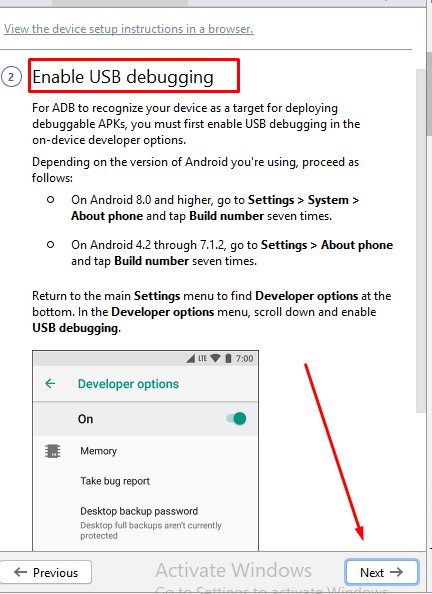 View the device setup instructions in a browser.
2 Enable USB debugging
For ADB to recognize your device as a target for deploying
debuggable APKs, you must first enable USB debugging in the
on-device developer options.
Depending on the version of Android you're using, proceed as
follows:
On Android 8.0 and higher, go to Settings > System >
About phone and tap Build number seven times.
On Android 4.2 through 7.1.2, go to Settings > About phone
and tap Build number seven times.
Return to the main Settings menu to find Developer options at the
bottom. In the Developer options menu, scroll down and enable
USB debugging.
LTE 7:00
Developer options
On
Memory
Take bug report
Desktop backup password
Desktop full backups aren't currently
protected
Previous
Activate Windows
Next
Go to Settings to activate Windows